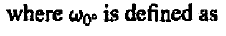 where ω₀° is defined as